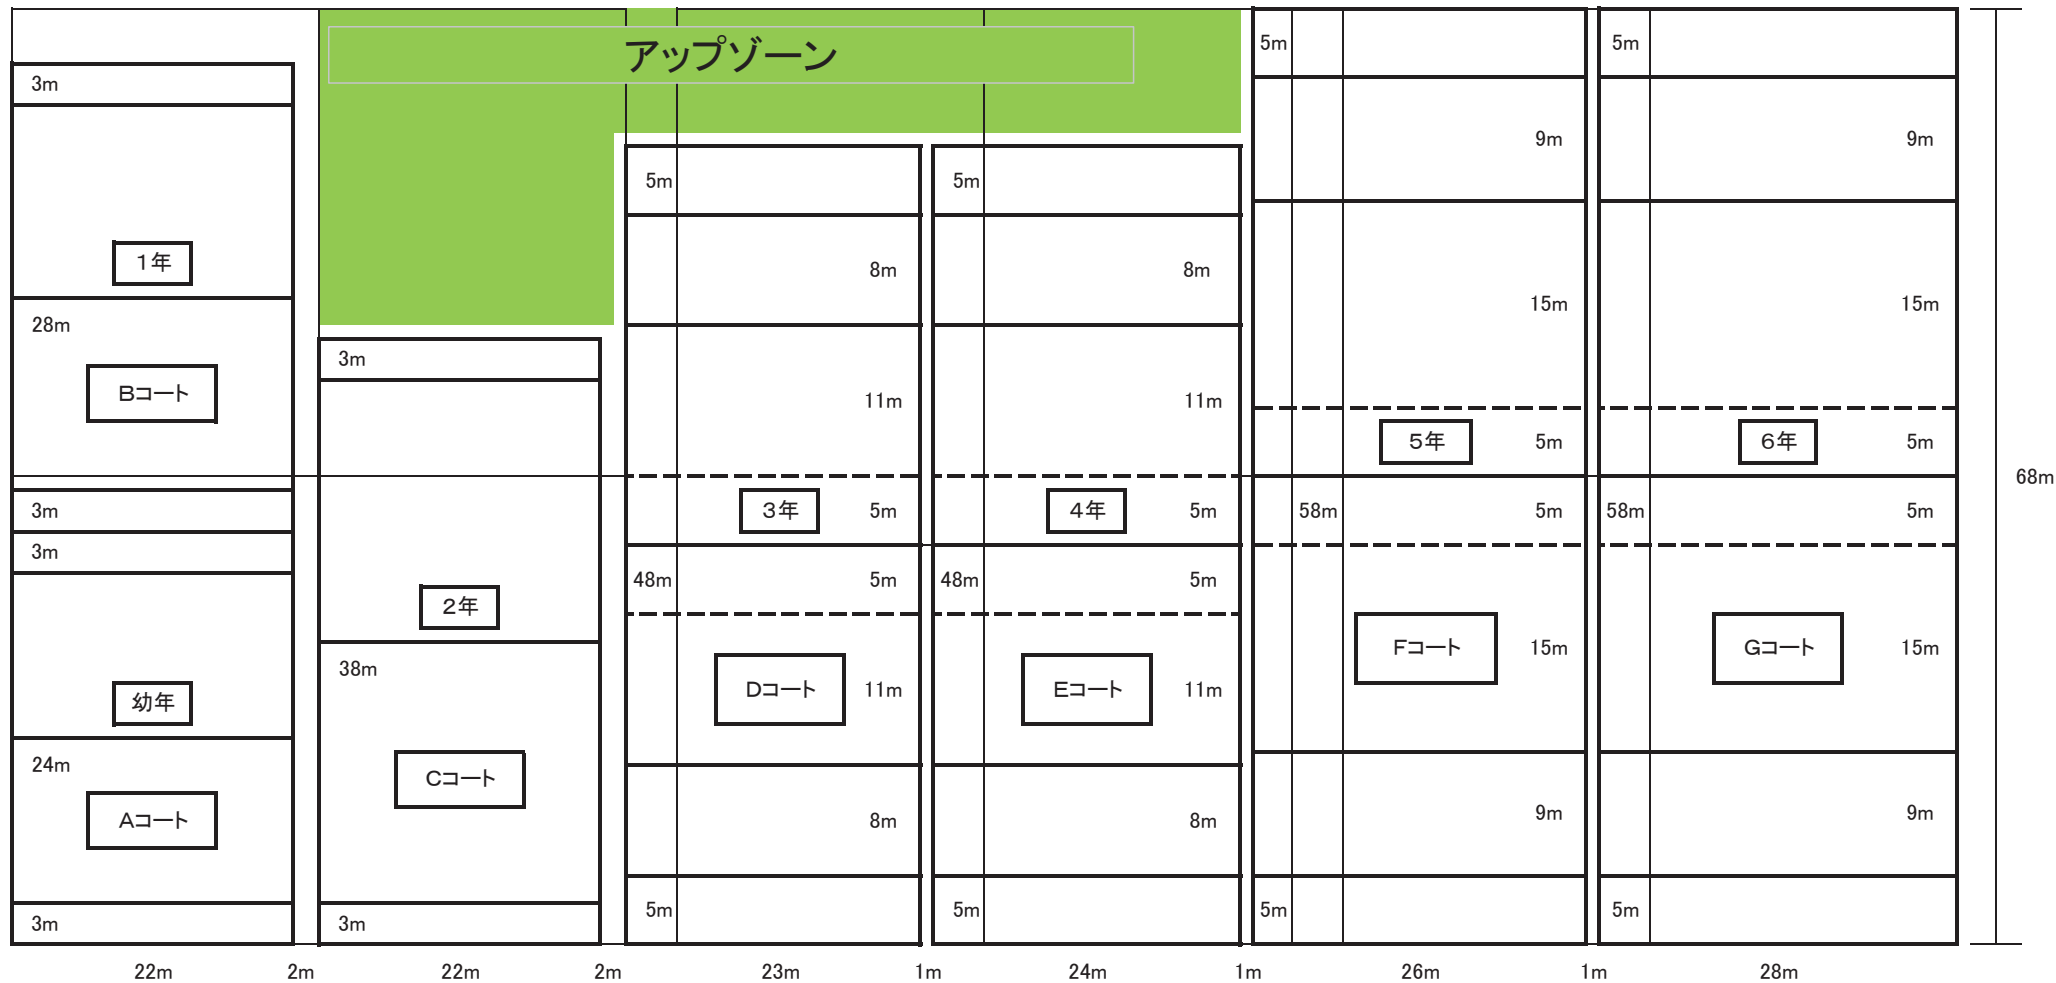 アップゾーン
3m
1年
28m
Bコート
3m
3m
幼年
24m
Aコート
3m
3m
2年
38m
Cコート
3m
5m
8m
11m
3年
5m
48m
5m
Dコート
11m
8m
5m
5m
8m
11m
4年
5m
48m
5m
Eコート
11m
8m
5m
5m
9m
15m
5年
5m
58m
5m
Fコート
15m
9m
5m
5m
9m
15m
6年
5m
58m
5m
Gコート
15m
9m
5m
68m
22m 2m 22m 2m 23m 1m 24m 1m 26m 1m 28m